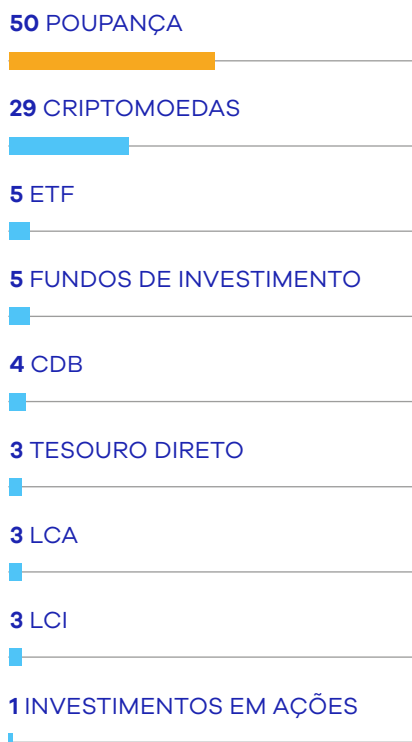 50 POUPANÇA
29 CRIPTOMOEDAS
5 ETF
5 FUNDOS DE INVESTIMENTO
4 CDB
3 TESOURO DIRETO
3 LCA
3 LCI
1 INVESTIMENTOS EM AÇÕES